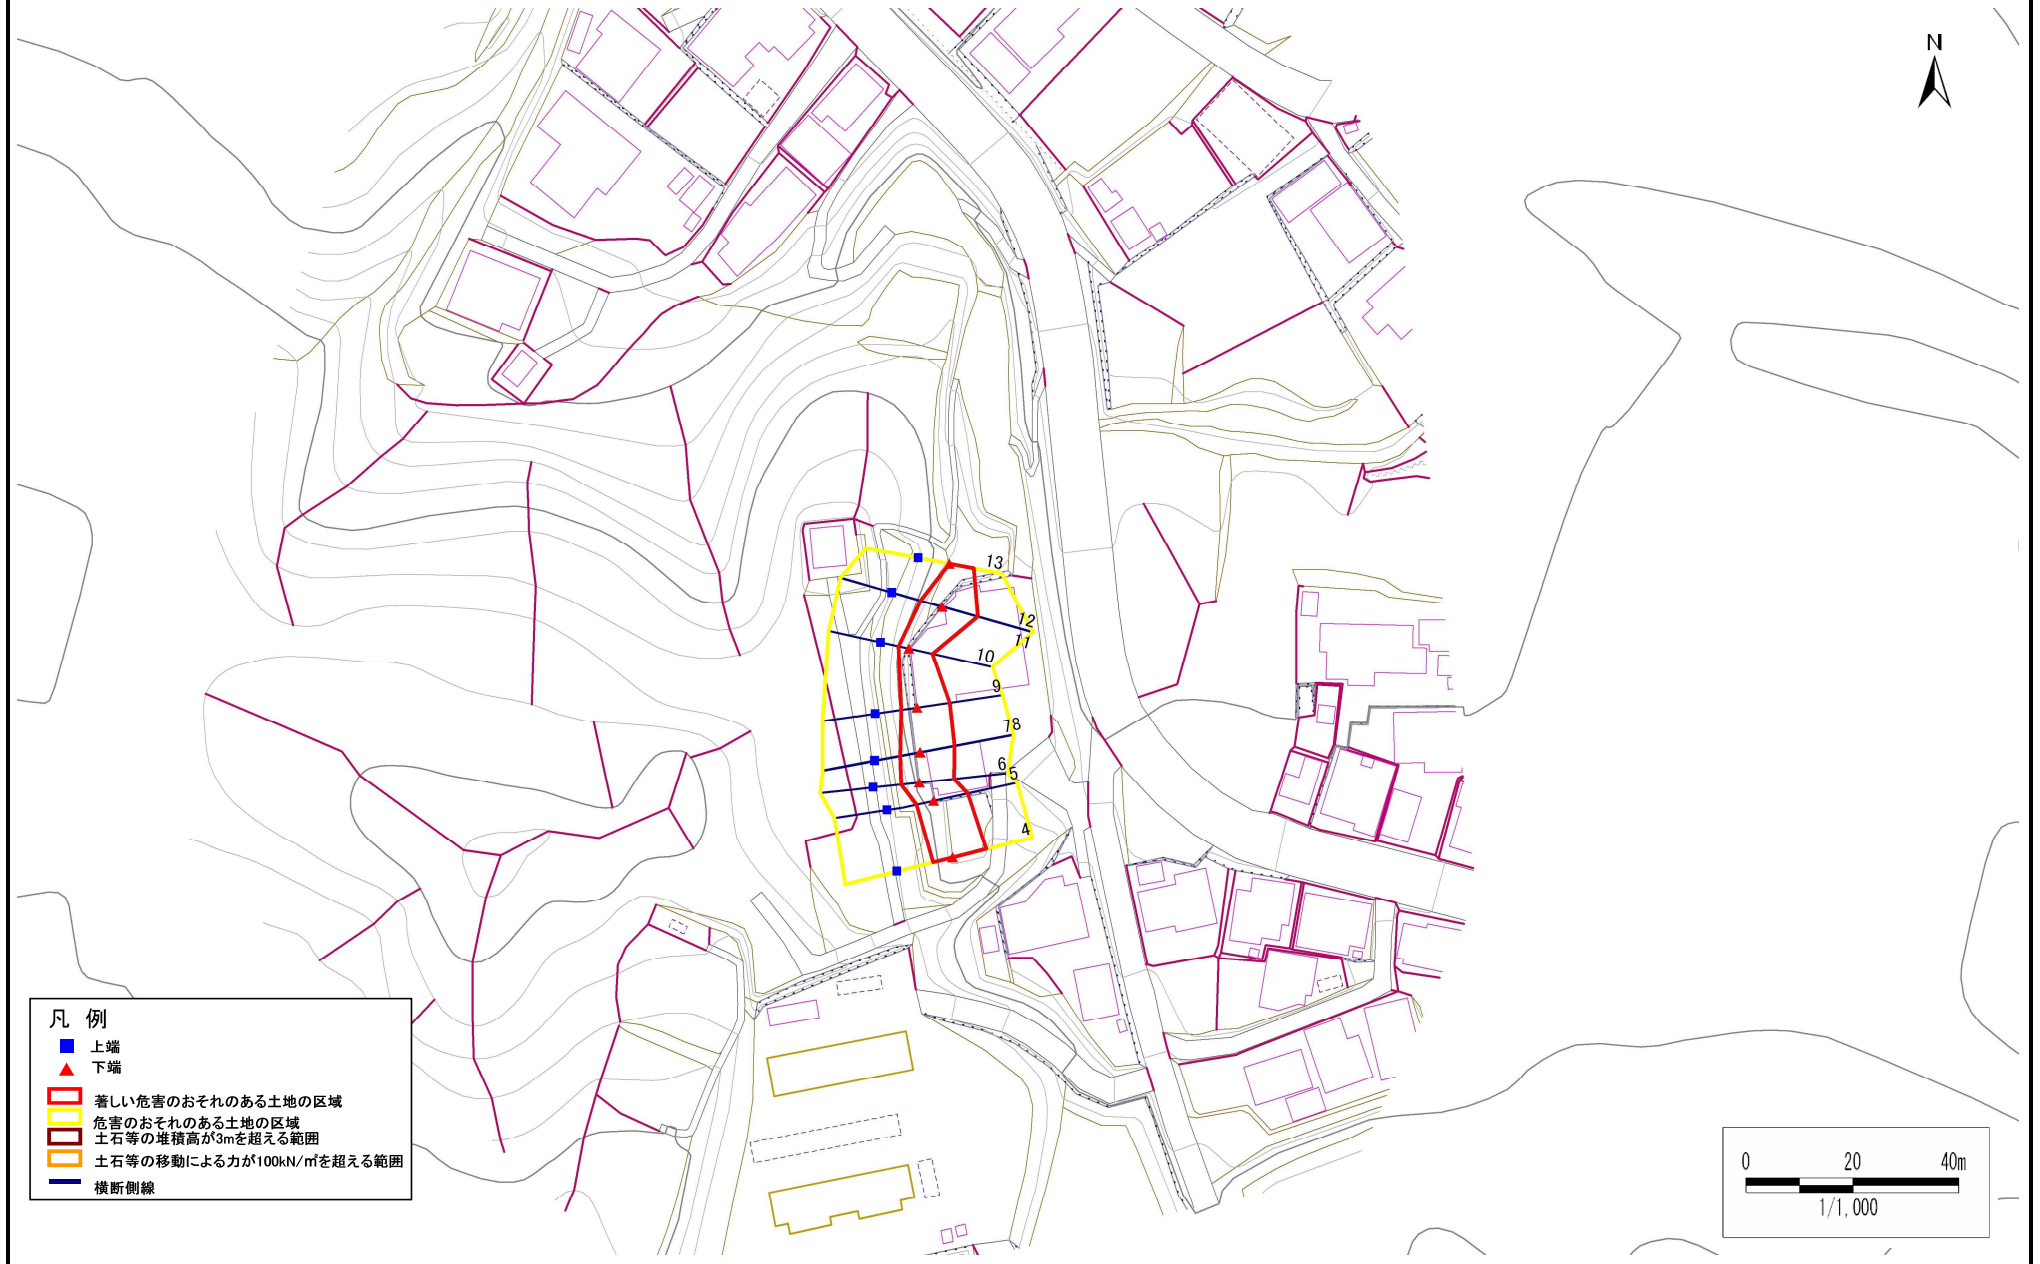 N
13
12
11
10
9
78
6
5
4
凡 例
上端
下端
著しい危害のおそれのある土地の区域
危害のおそれのある土地の区域
土石等の堆積高が3mを超える範囲
土石等の移動による力が100kN/㎡を超える範囲
横断側線
0 20 40m
1/1,000